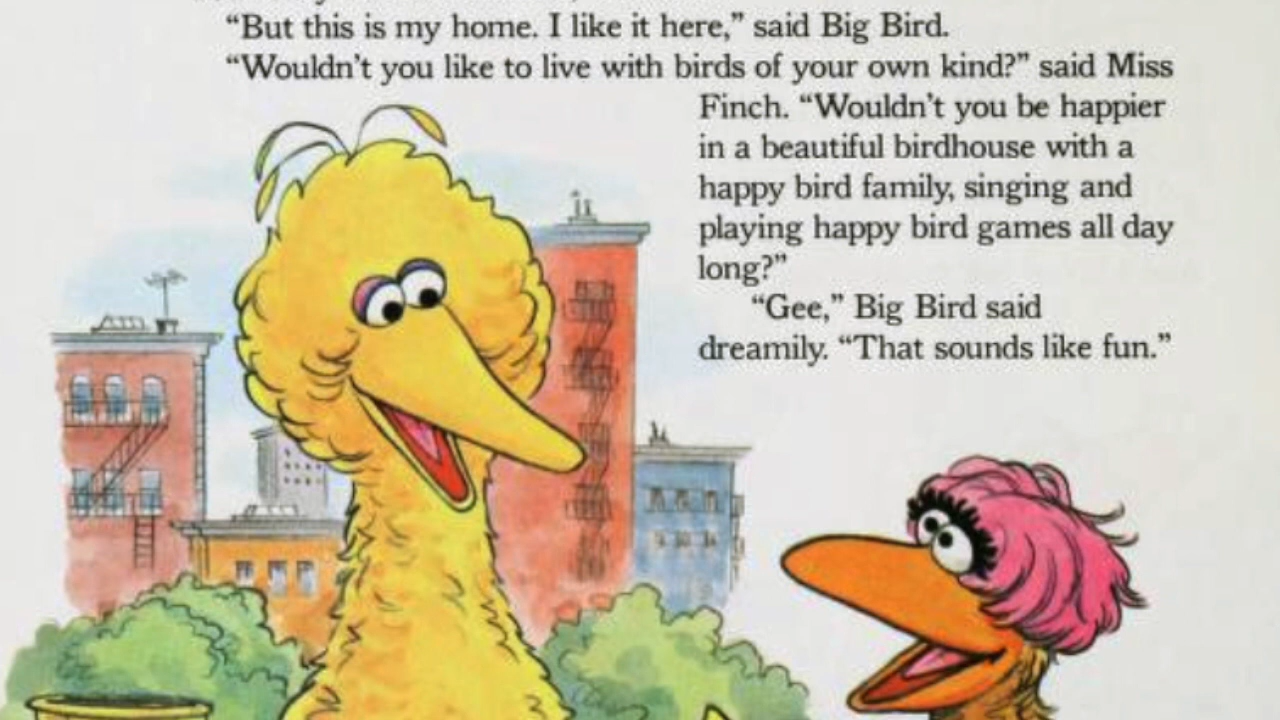 “But this is my home. I like it here,” said Big Bird.
“Wouldn’t you like to live with birds of your own kind?” said Miss
Finch. “Wouldn’t you be happier
in a beautiful birdhouse with a
happy bird family, singing and
playing happy bird games all day
long?”
“Gee,” Big Bird said
dreamily. “That sounds like fun.”